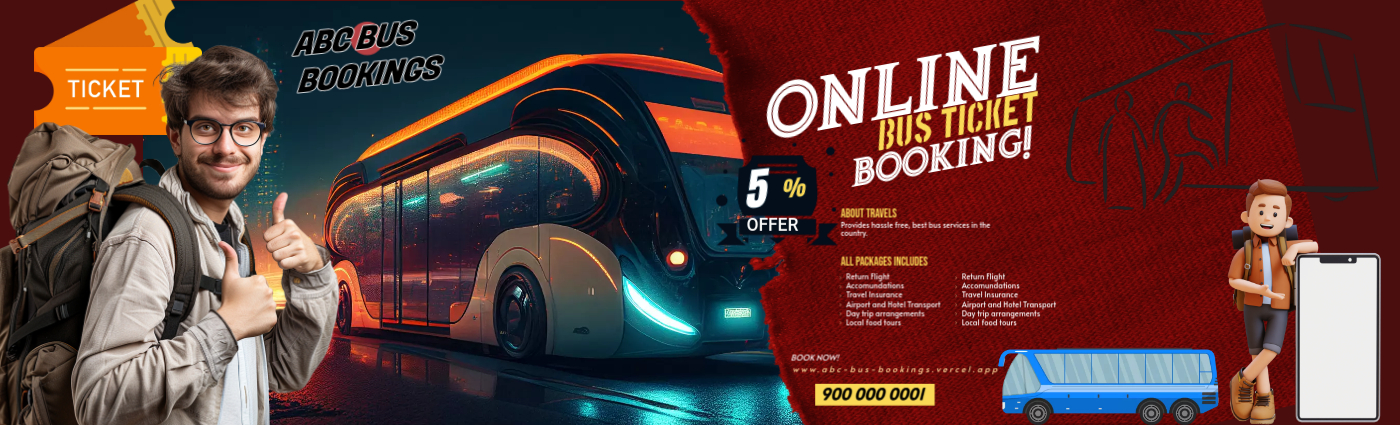 TICKET
ABC BUS
BOOKINGS
ONLINE
BUS TICKET
BOOKING!
5 %
OFFER
ABOUT TRAVELS
Provides hassle free, best bus services in the
country.
ALL PACKAGES INCLUDES
Return Flight
Accomundations
Travel Insurance
Airport and Hotel Transport
Day trip arrangements
Local food tours
Return Flight
Accomundations
Travel Insurance
Airport and Hotel Transport
Day trip arrangements
Local food tours
BOOK NOW!
www.abc-bus-bookings.vercel.app
900 000 0001